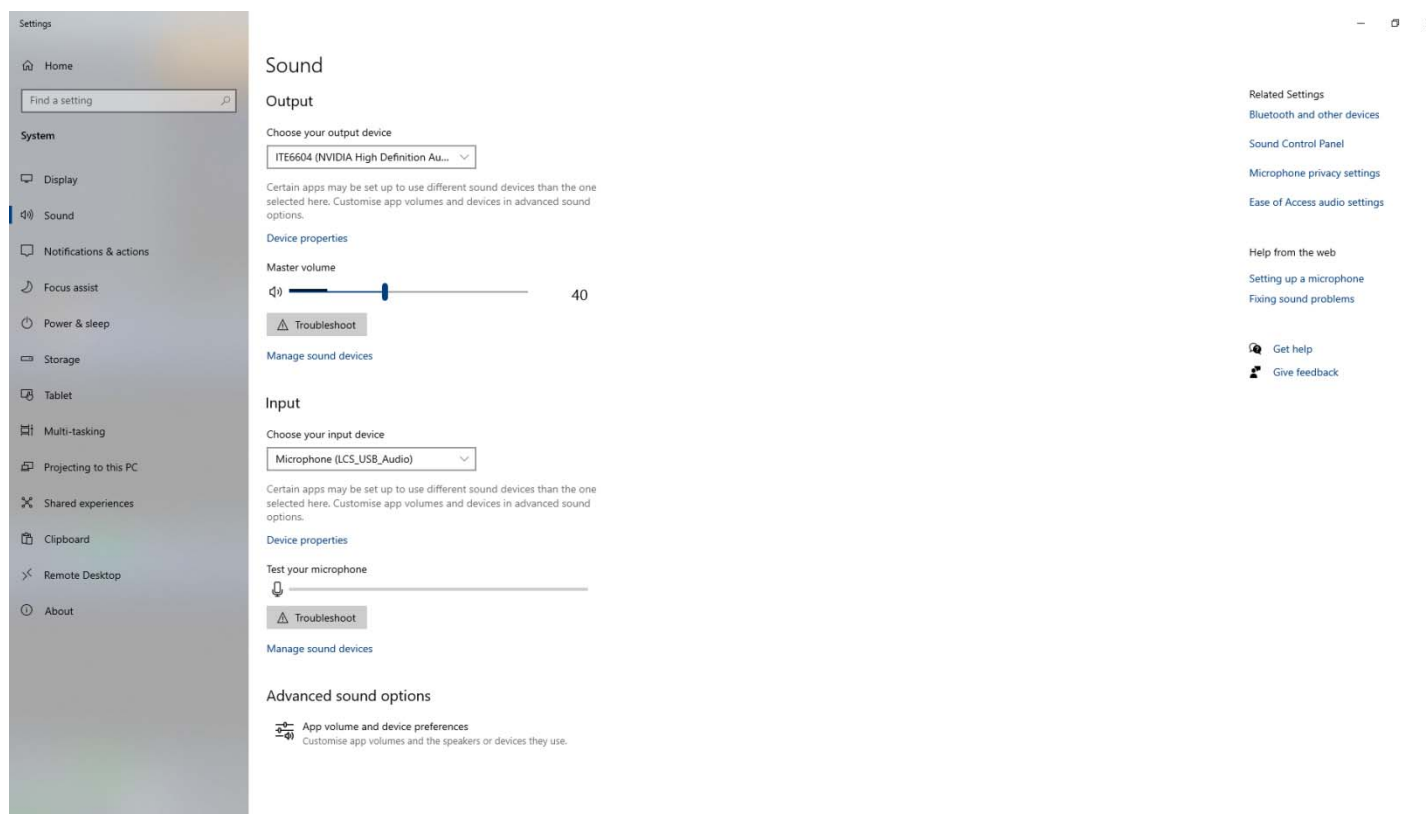 Settings
Home
Find a setting
System
Display
Sound
Notifications & actions
Focus assist
Power & sleep
Storage
Tablet
Multi-tasking
Projecting to this PC
Shared experiences
Clipboard
Remote Desktop
About
Sound
Output
Choose your output device
ITE6604 (NVIDIA High Definition Au...
Certain apps may be set up to use different sound devices than the one
selected here. Customise app volumes and devices in advanced sound
options.
Device properties
Master volume
40
Troubleshoot
Manage sound devices
Input
Choose your input device
Microphone (LCS_USB_Audio)
Certain apps may be set up to use different sound devices than the one
selected here. Customise app volumes and devices in advanced sound
options.
Device properties
Test your microphone
Troubleshoot
Manage sound devices
Advanced sound options
App volume and device preferences
Customise app volumes and the speakers or devices they use.
Related Settings
Bluetooth and other devices
Sound Control Panel
Microphone privacy settings
Ease of Access audio settings
Help from the web
Setting up a microphone
Fixing sound problems
Get help
Give feedback